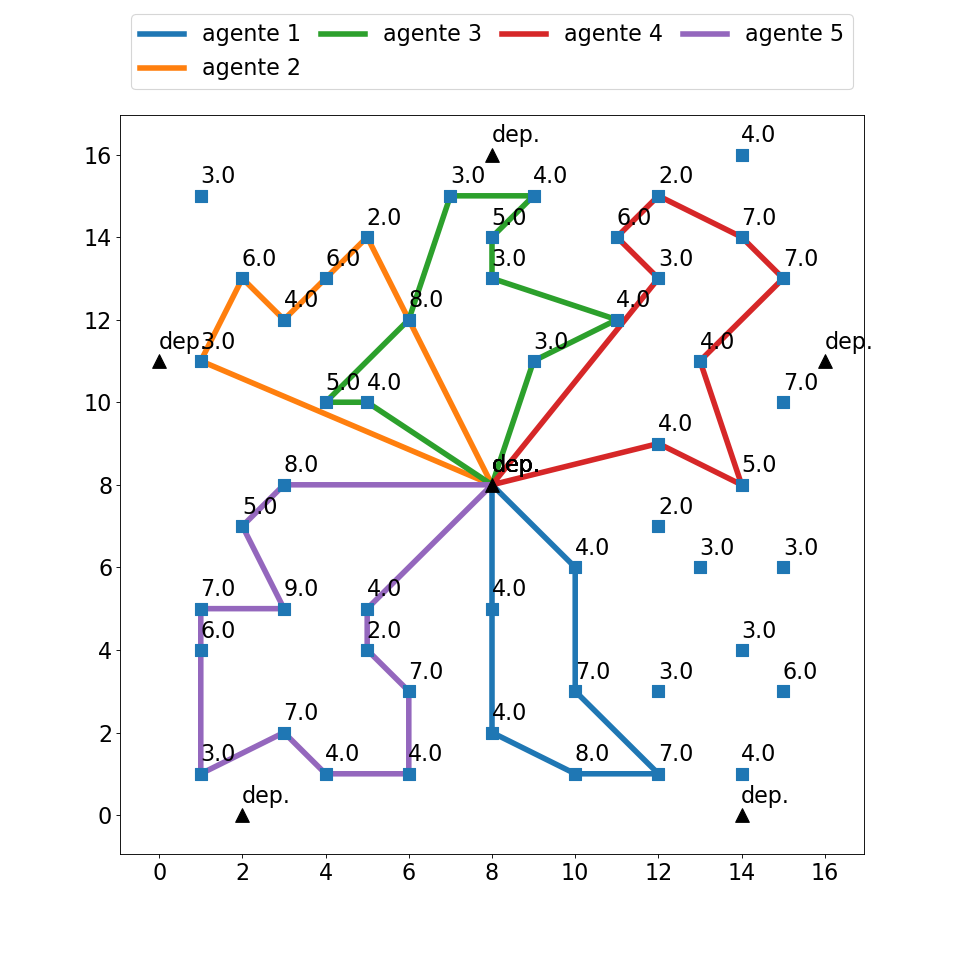 agente 1 agente 3 agente 4 agente 5
agente 2
dep. 4.0
16
3.0 3.0 4.0 2.0
2.0 5.0 6.0 7.0
14
6.0 6.0 3.0 7.0
4.0 8.0 4.0
12
dep. 3.0 3.0 4.0 dep.
5.0 4.0 7.0
10
4.0
8.0 dep. dep. 5.0
8
5.0 2.0
4.0 3.0 3.0
6
7.0 9.0 4.0 4.0
6.0 2.0 3.0
4
7.0 7.0 3.0 6.0
7.0 4.0
2
3.0 4.0 4.0 8.0 7.0 4.0
dep. dep.
0
0 2 4 6 8 10 12 14 16